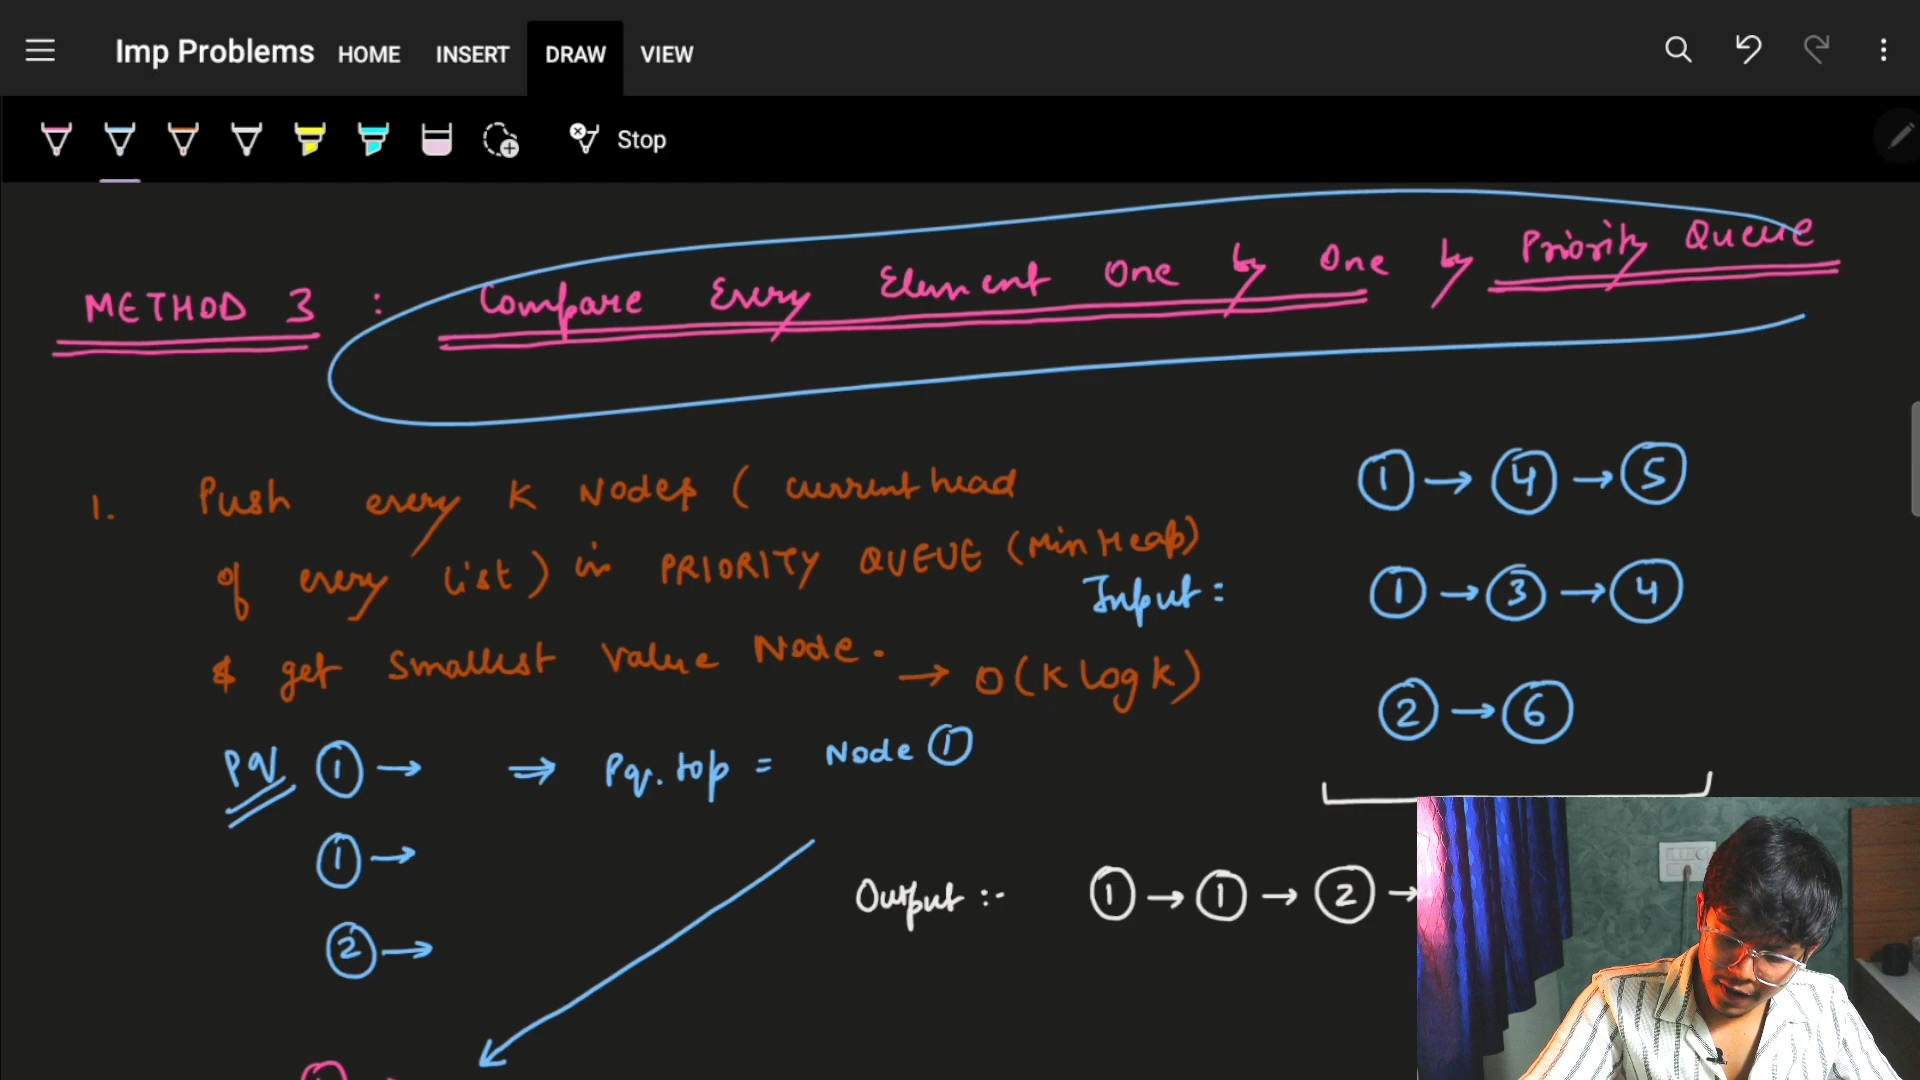 Imp Problems HOME INSERT DRAW VIEW
Stop
METHOD 3 : Compare Every Element One by One by Priority Queue
1. Push every K Nodes ( current head
of every list ) in PRIORITY QUEUE (Min Heap)
& get smallest value Node. → O(K log K)
Input :
1 → 4 → 5
1 → 3 → 4
2 → 6
Pq 1 → ⇒ Pq.top = Node 1
1 →
2 →
Output :- 1 → 1 → 2 →